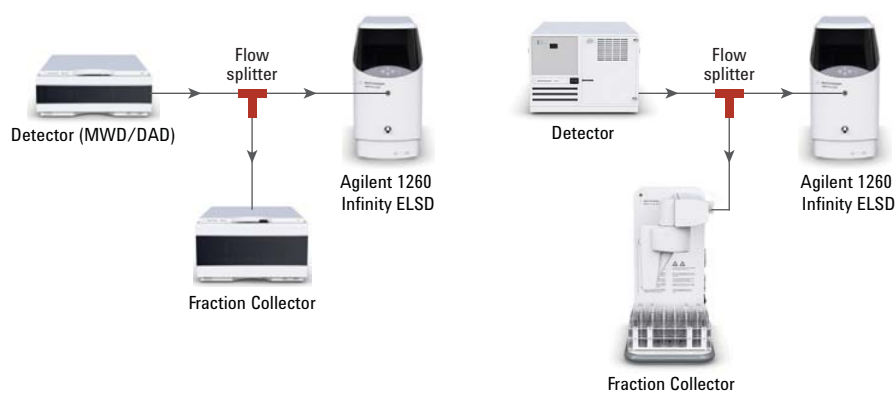 Flow
splitter
Detector (MWD/DAD)
Agilent 1260
Infinity ELSD
Fraction Collector
Flow
splitter
Detector
Agilent 1260
Infinity ELSD
Fraction Collector